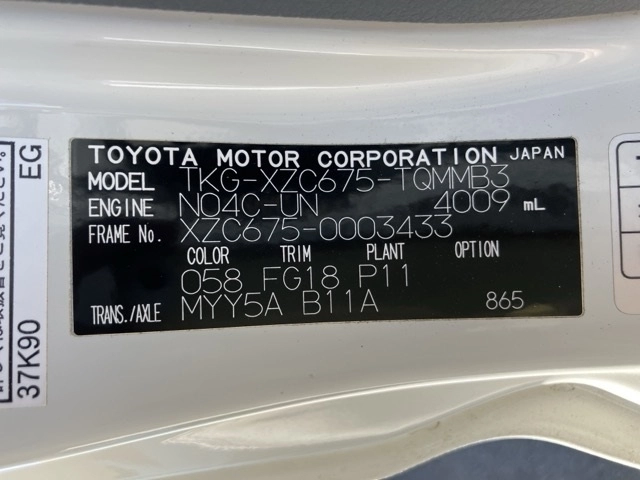 TOYOTA MOTOR CORPORATION JAPAN
MODEL TKG-XZC675-TQMMB3
ENGINE N04C-UN 4009 mL
FRAME No. XZC675-0003433
COLOR TRIM PLANT OPTION
058 FG18 P11
TRANS./AXLE MYY5A B11A 865
EG
37K90